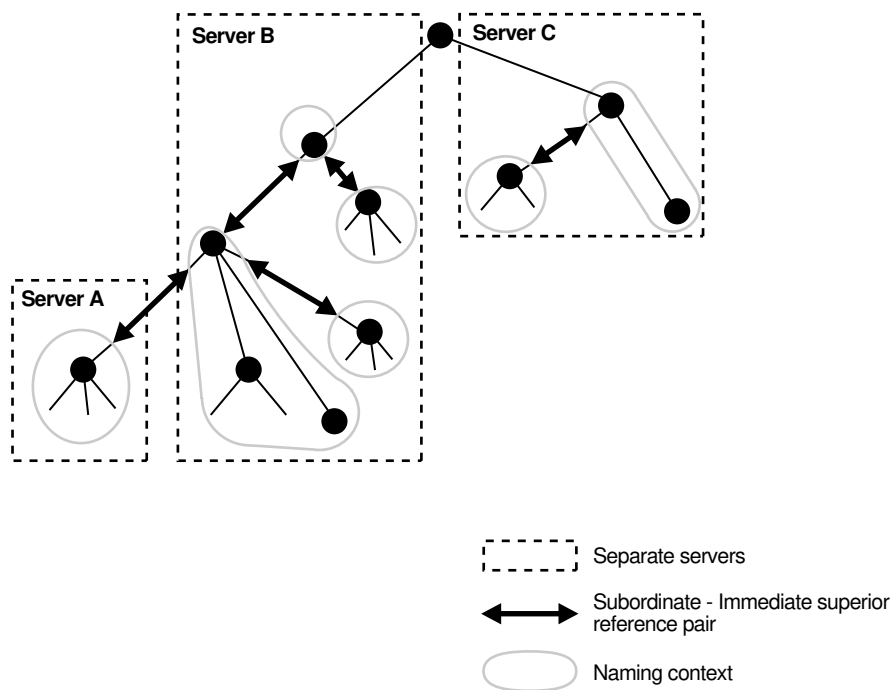 Server B
Server C
Server A
Separate servers
Subordinate - Immediate superior
reference pair
Naming context